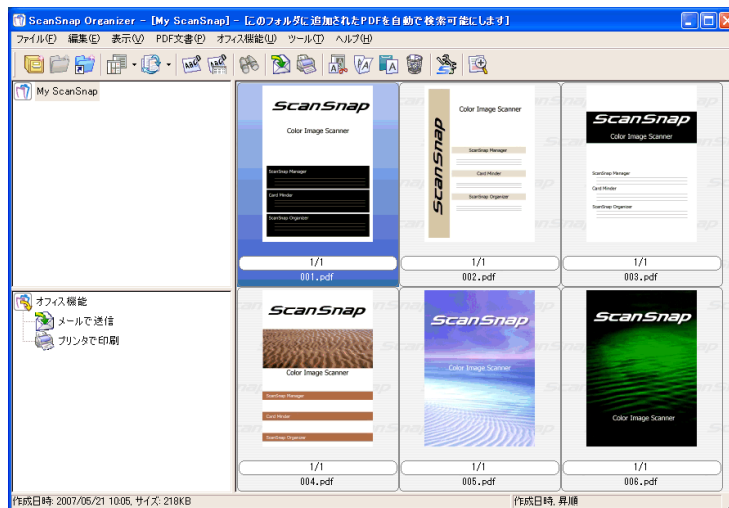 ScanSnap Organizer - [My ScanSnap] - [このフォルダに追加されたPDFを自動で検索可能にします]
ファイル(F) 編集(E) 表示(V) PDF文書(P) オフィス機能(U) ツール(T) ヘルプ(H)
My ScanSnap
ScanSnap
Color Image Scanner
ScanSnap Manager
Card Minder
ScanSnap Organizer
1/1
001.pdf
ScanSnap
Color Image Scanner
ScanSnap Manager
Card Minder
ScanSnap Organizer
1/1
002.pdf
ScanSnap
Color Image Scanner
ScanSnap Manager
Card Minder
ScanSnap Organizer
1/1
003.pdf
オフィス機能
メールで送信
プリンタで印刷
ScanSnap
Color Image Scanner
ScanSnap Manager
Card Minder
ScanSnap Organizer
1/1
004.pdf
ScanSnap
Color Image Scanner
1/1
005.pdf
ScanSnap
Color Image Scanner
1/1
006.pdf
作成日時: 2007/05/21 10:05, サイズ: 218KB
作成日時, 昇順